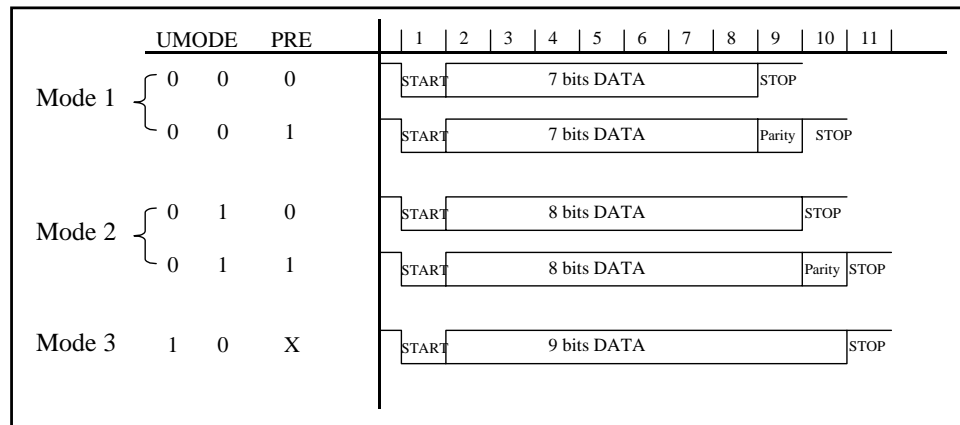 UMODE PRE 1 2 3 4 5 6 7 8 9 10 11
Mode 1
0 0 0 START 7 bits DATA STOP
0 0 1 START 7 bits DATA Parity STOP
Mode 2
0 1 0 START 8 bits DATA STOP
0 1 1 START 8 bits DATA Parity STOP
Mode 3 1 0 X START 9 bits DATA STOP